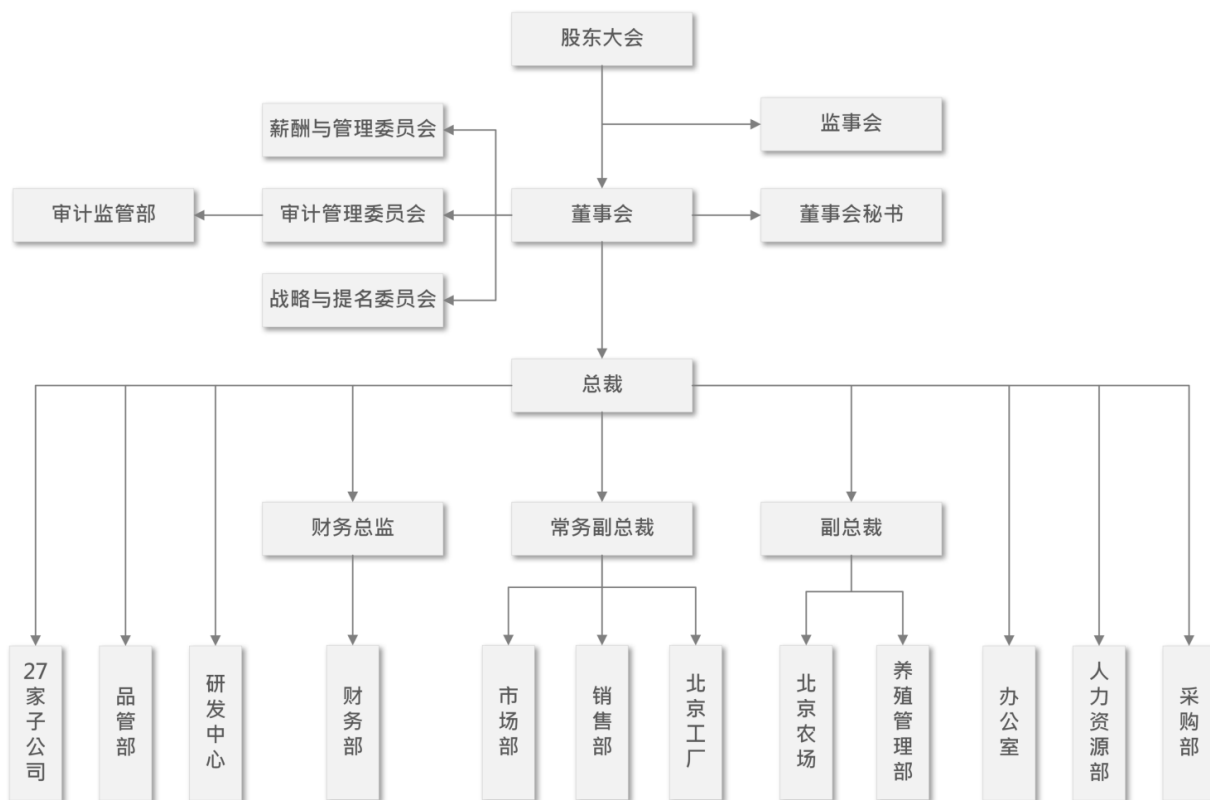 股东大会
监事会
薪酬与管理委员会
审计监管部
审计管理委员会
董事会
董事会秘书
战略与提名委员会
总裁
财务总监
常务副总裁
副总裁
27家子公司
品管部
研发中心
财务部
市场部
销售部
北京工厂
北京农场
养殖管理部
办公室
人力资源部
采购部